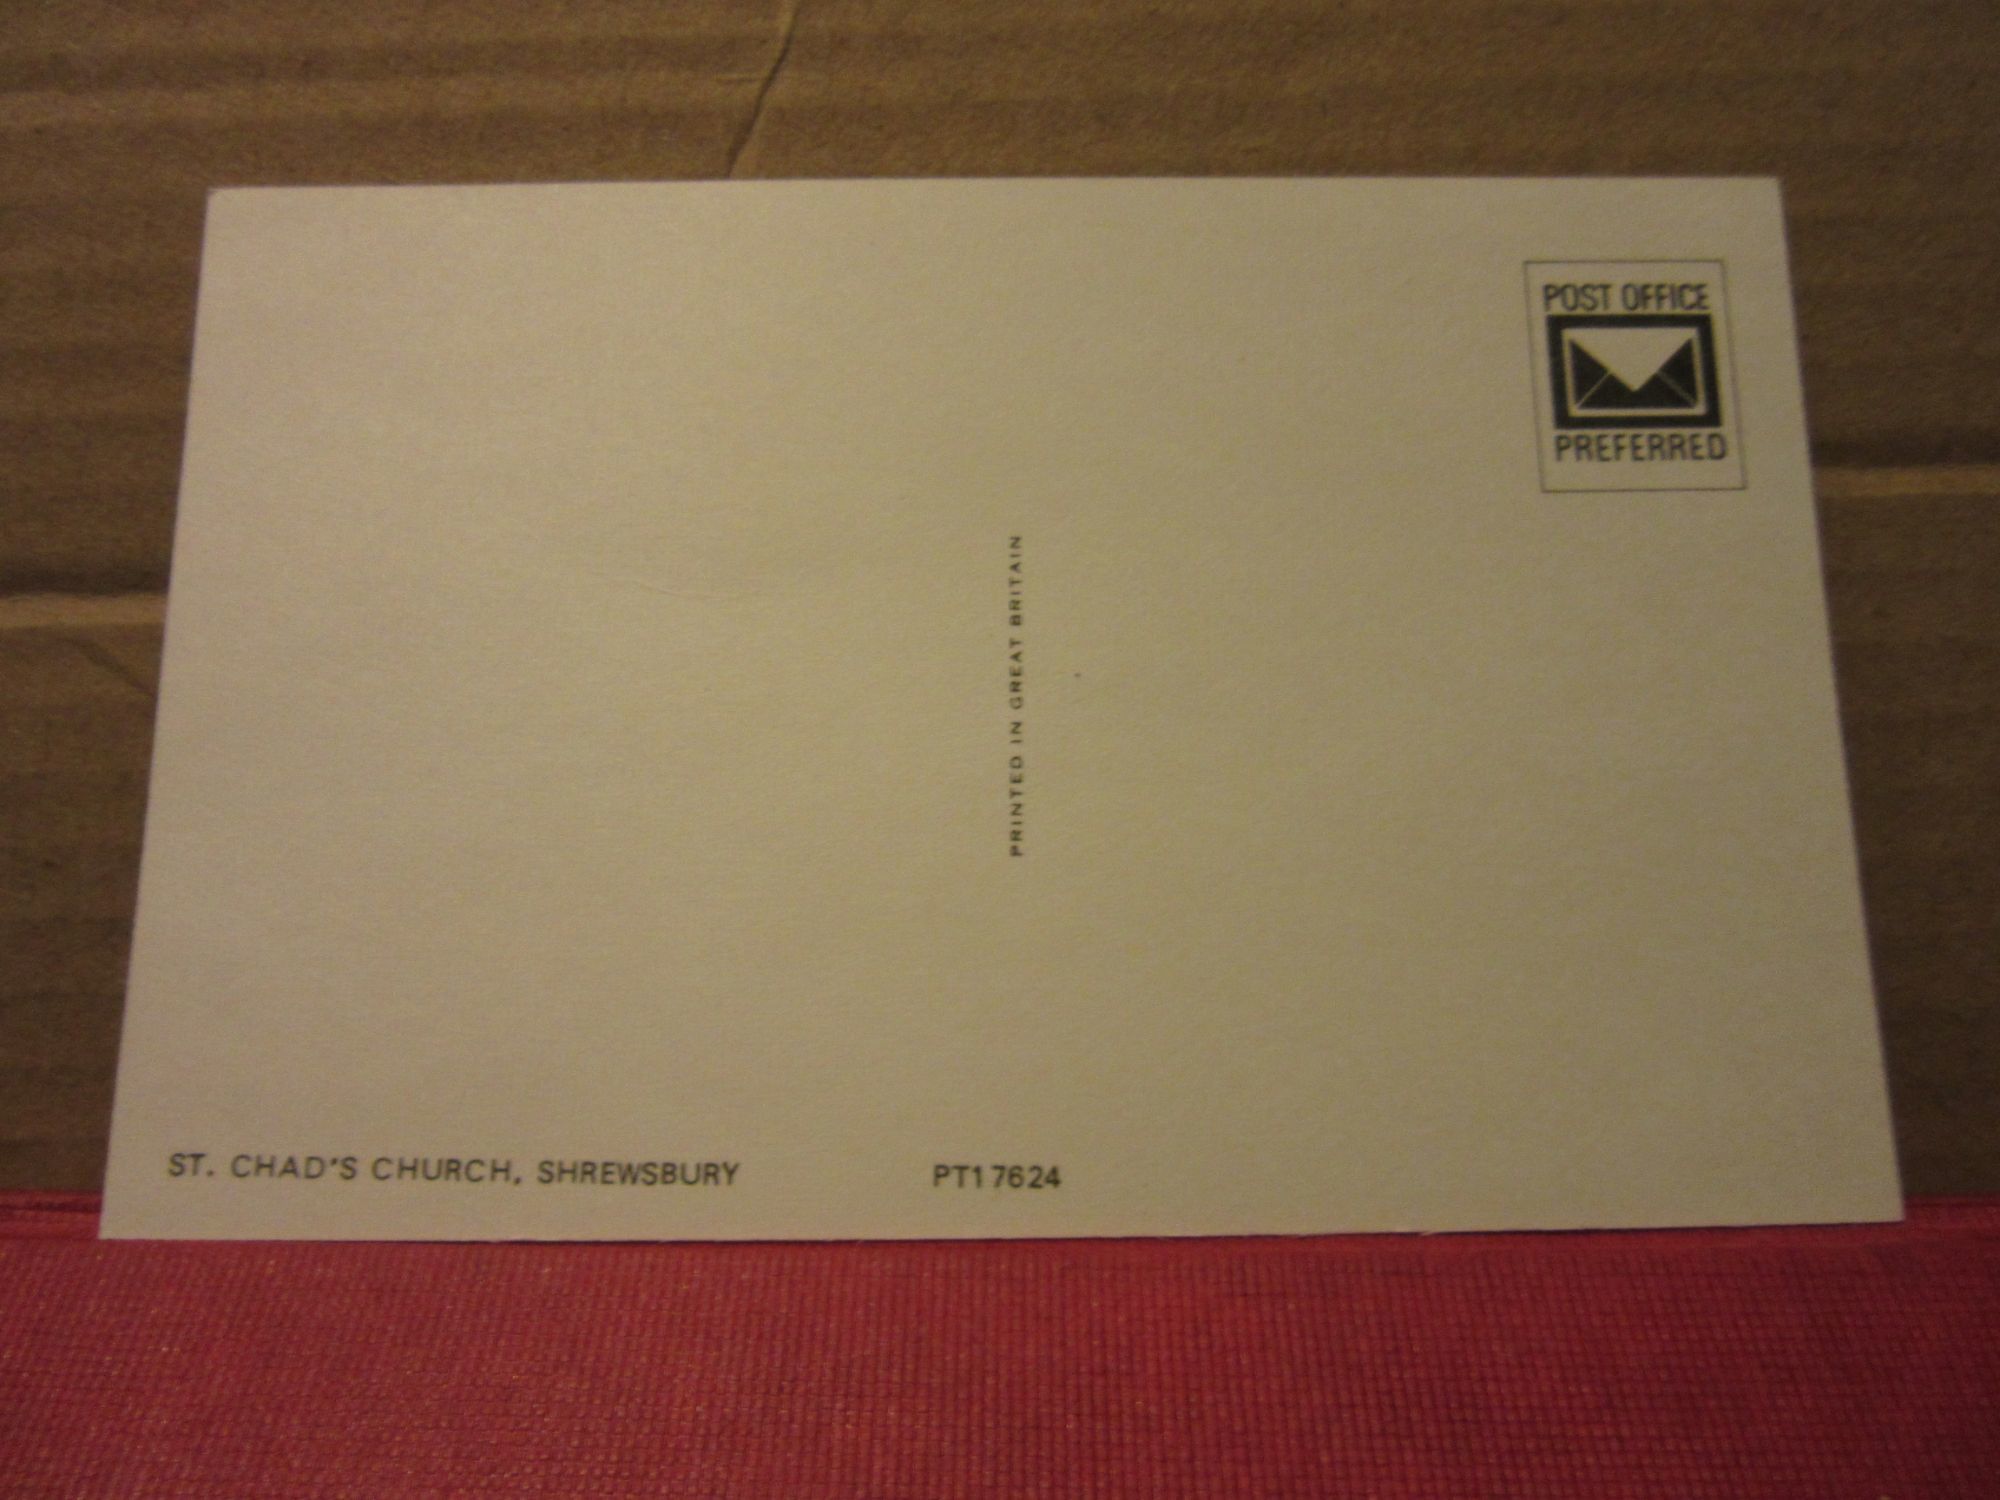 POST OFFICE
PREFERRED
PRINTED IN GREAT BRITAIN
ST. CHAD'S CHURCH, SHREWSBURY
PT17624